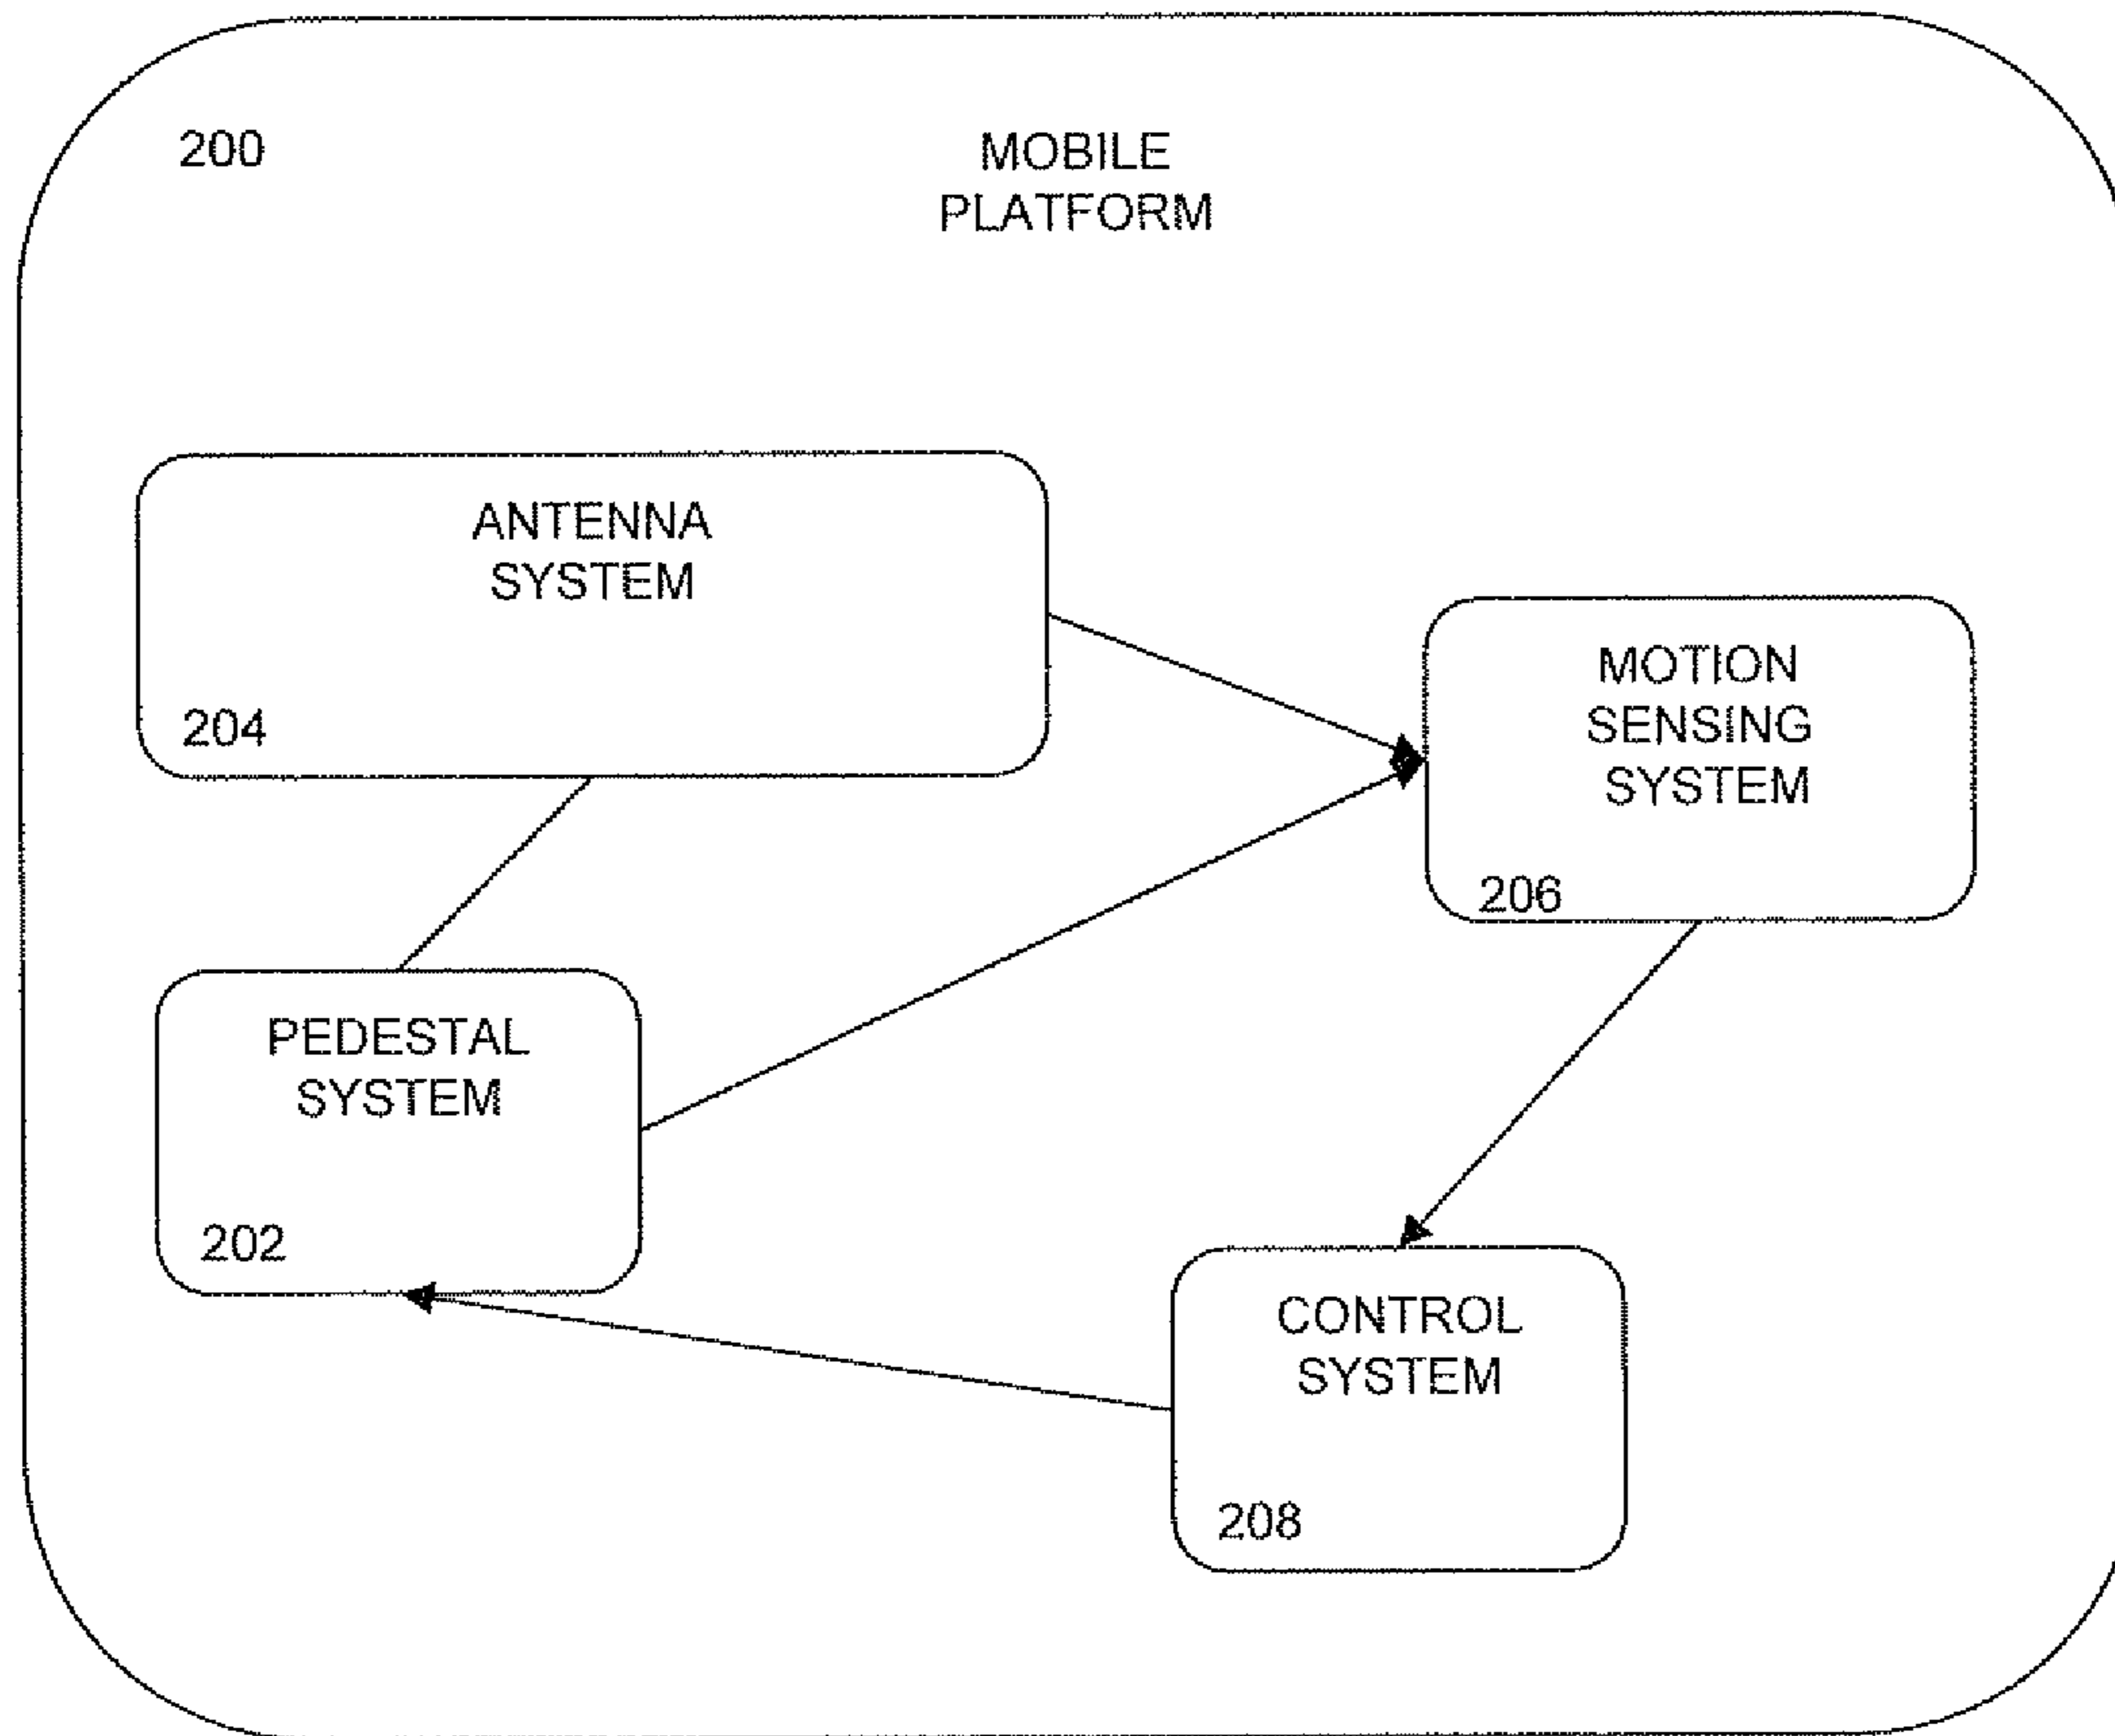 200
MOBILE
PLATFORM
ANTENNA
SYSTEM
204
MOTION
SENSING
SYSTEM
206
PEDESTAL
SYSTEM
202
CONTROL
SYSTEM
208